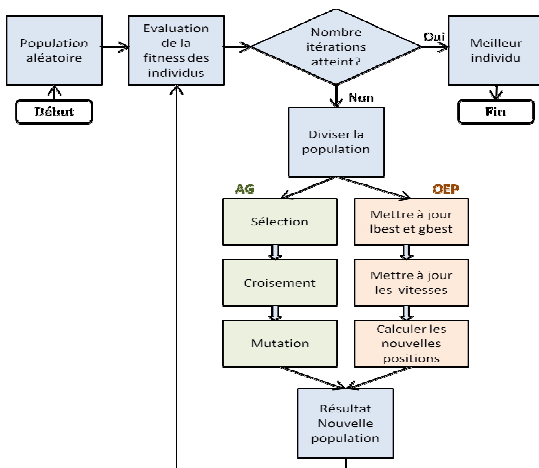 Population
aléatoire
Début
Evaluation
de la
fitness des
individus
Nombre
itérations
atteint?
Oui
Meilleur
individu
Fin
Non
Diviser la
population
AG
Sélection
Croisement
Mutation
OEP
Mettre à jour
lbest et gbest
Mettre à jour
les vitesses
Calculer les
nouvelles
positions
Résultat
Nouvelle
population